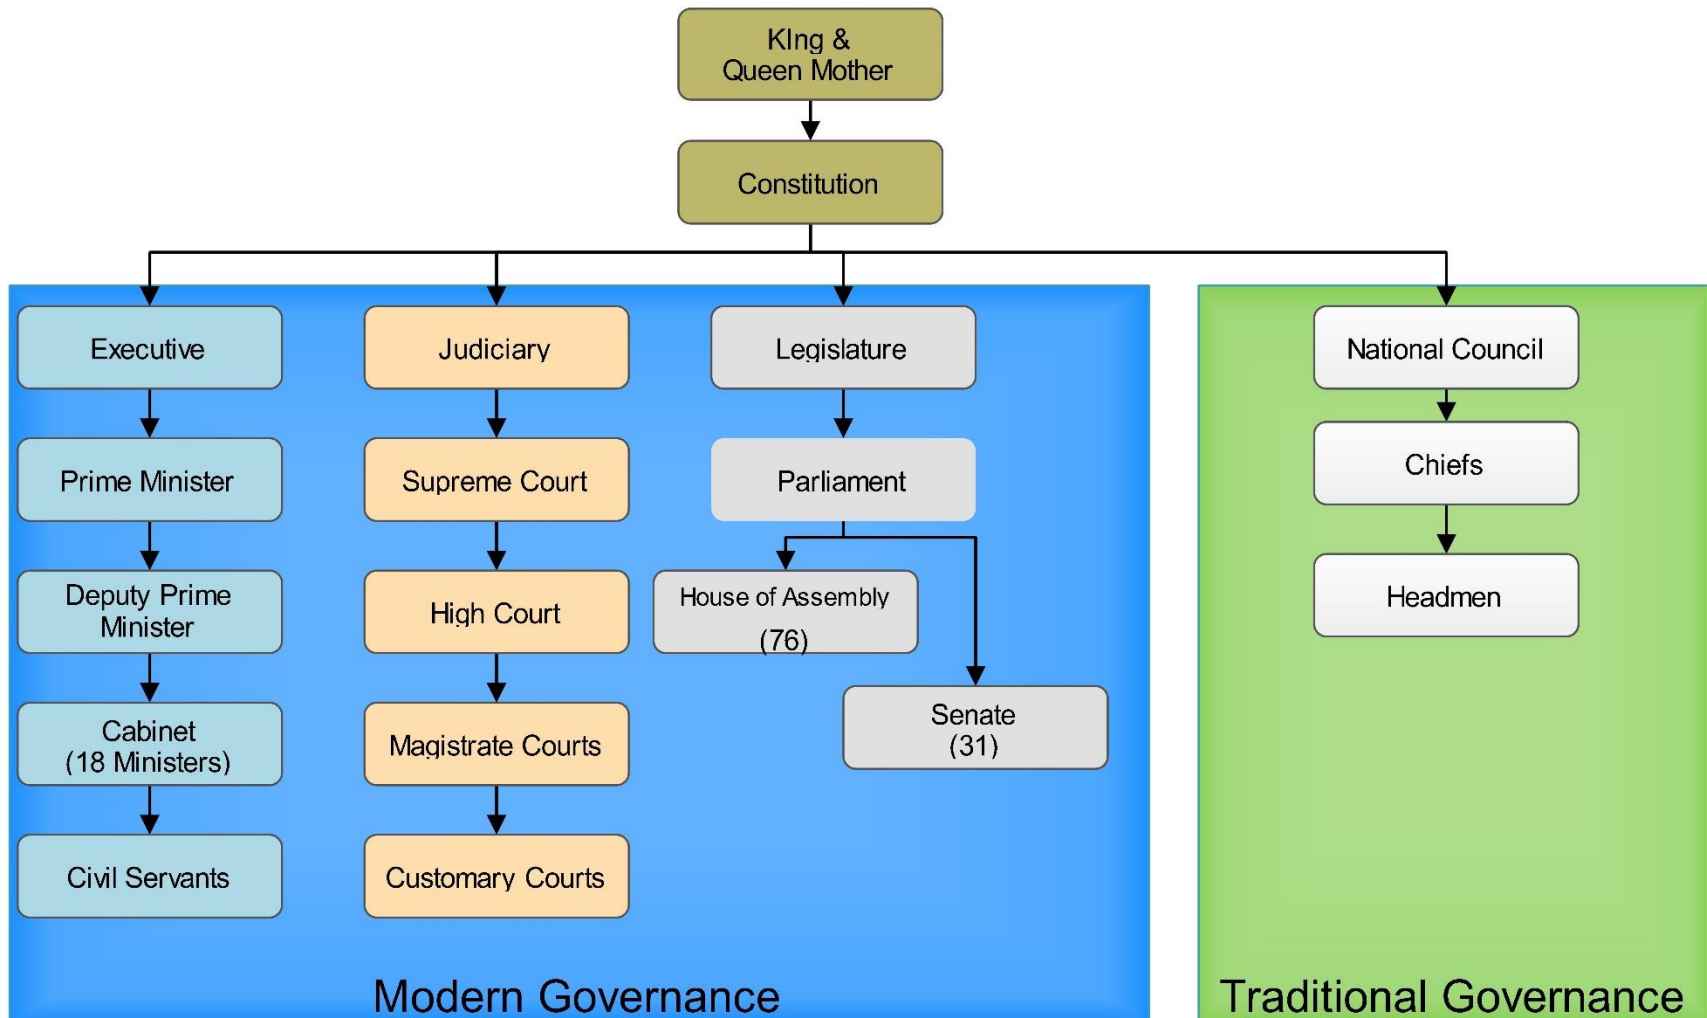 KIng &
Queen Mother
Constitution
Executive
Judiciary
Legislature
National Council
Prime Minister
Supreme Court
Parliament
Chiefs
Deputy Prime
Minister
High Court
House of Assembly
(76)
Headmen
Cabinet
(18 Ministers)
Magistrate Courts
Senate
(31)
Civil Servants
Customary Courts
Modern Governance
Traditional Governance